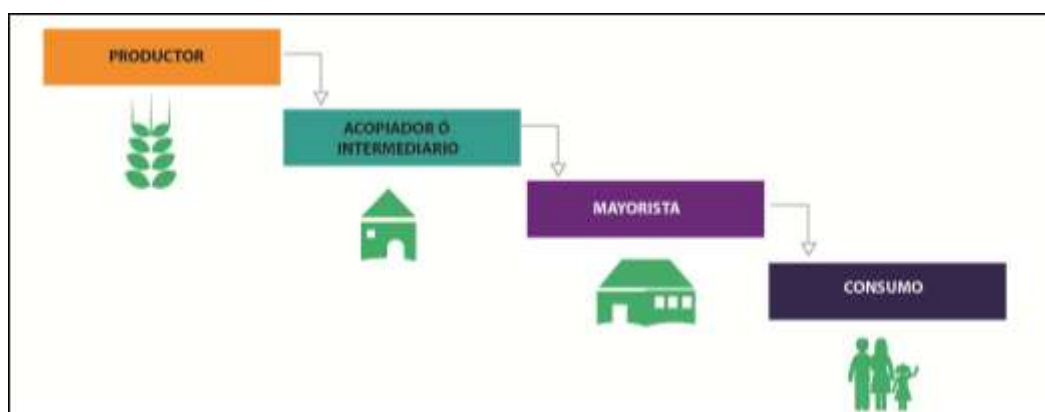 PRODUCTOR
ACOPIADOR Ó
INTERMEDIARIO
MAYORISTA
CONSUMO